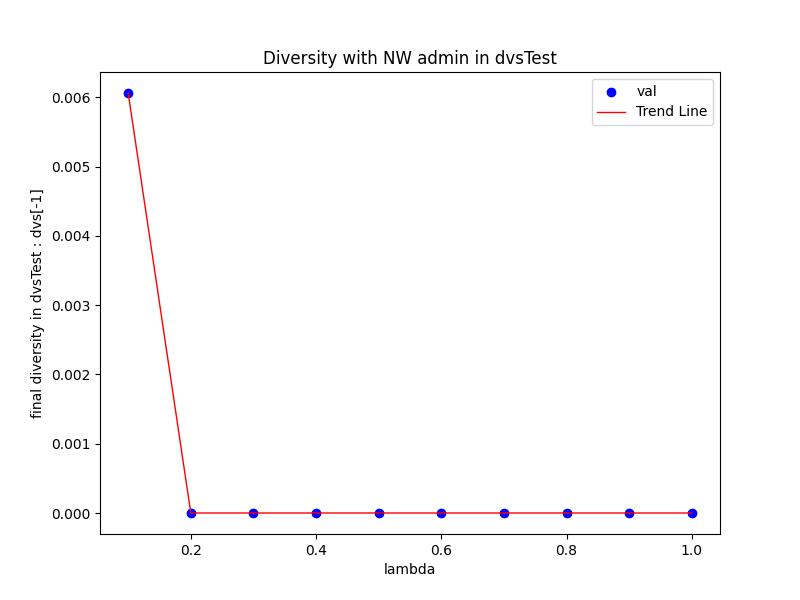 Diversity with NW admin in dvsTest
val
Trend Line
0.006
0.005
0.004
0.003
0.002
0.001
0.000
final diversity in dvsTest : dvs[-1]
0.2
0.4
0.6
0.8
1.0
lambda